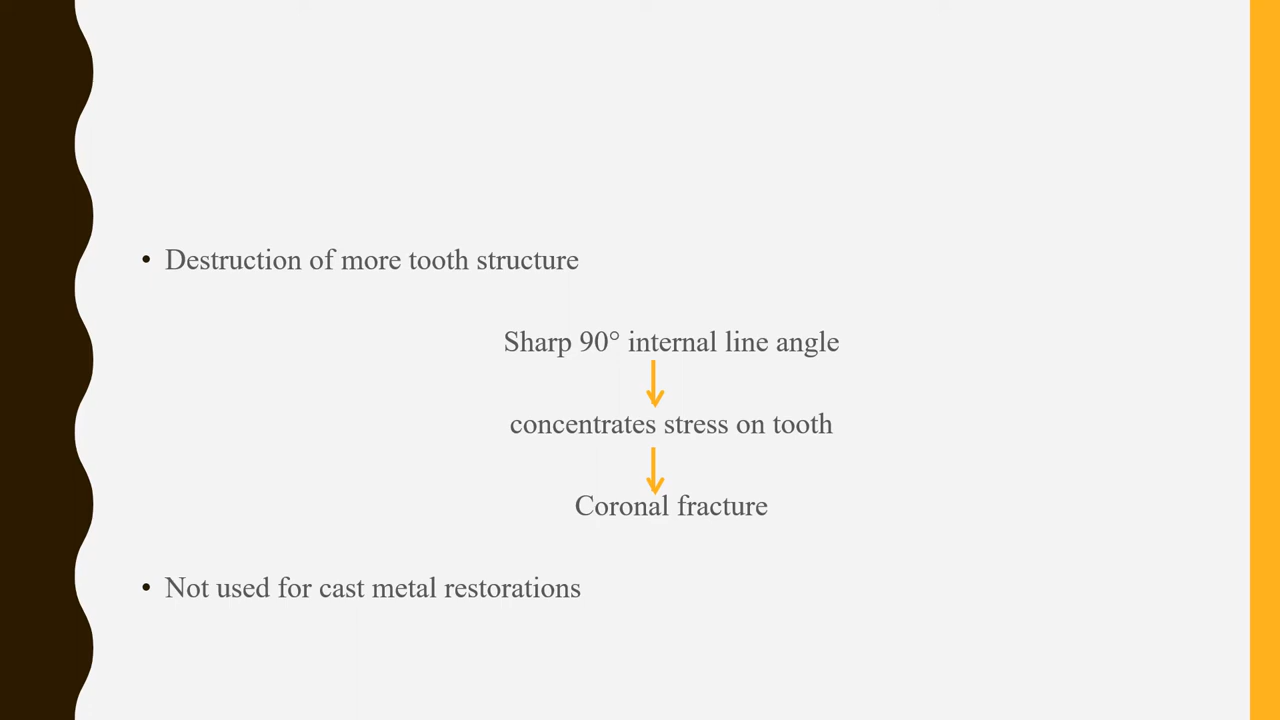 • Destruction of more tooth structure
Sharp 90° internal line angle
concentrates stress on tooth
Coronal fracture
• Not used for cast metal restorations